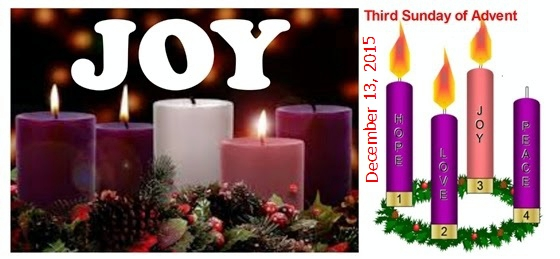 JOY
Third Sunday of Advent
December 13, 2015
HOPE
1
LOVE
2
JOY
3
PEACE
4